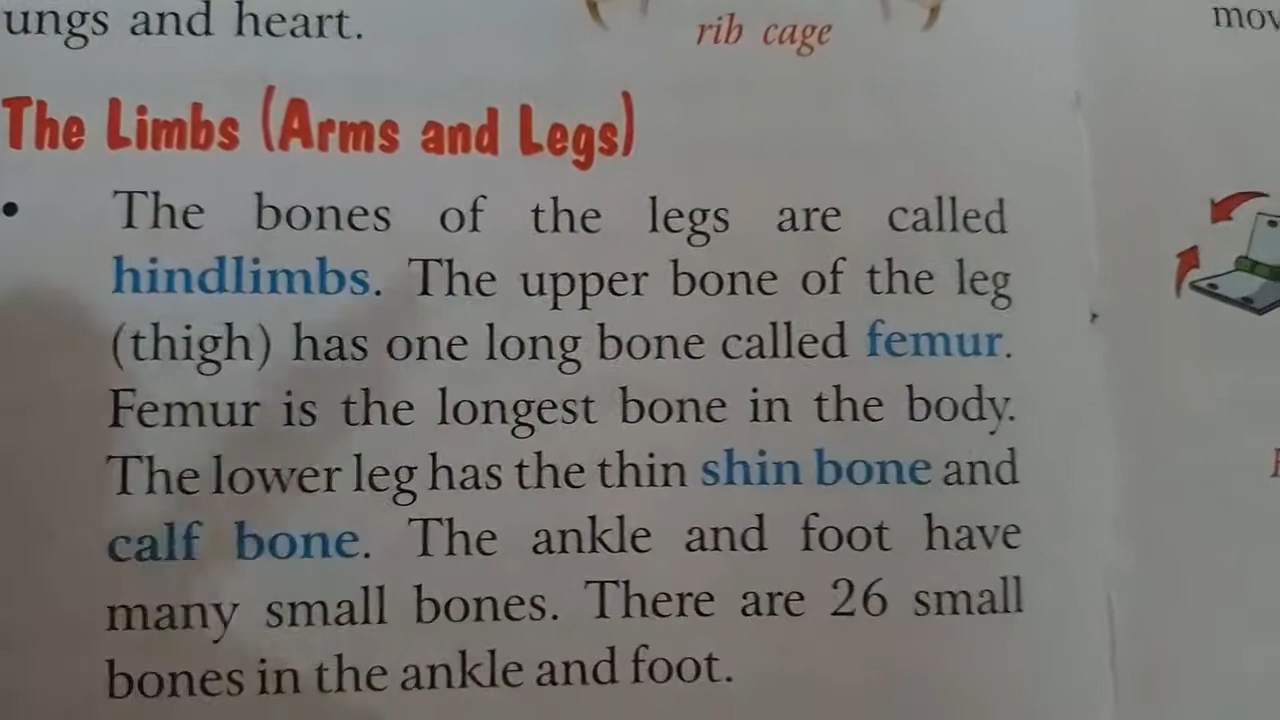 ungs and heart.
rib cage
The Limbs (Arms and Legs)
• The bones of the legs are called
hindlimbs. The upper bone of the leg
(thigh) has one long bone called femur.
Femur is the longest bone in the body.
The lower leg has the thin shin bone and
calf bone. The ankle and foot have
many small bones. There are 26 small
bones in the ankle and foot.